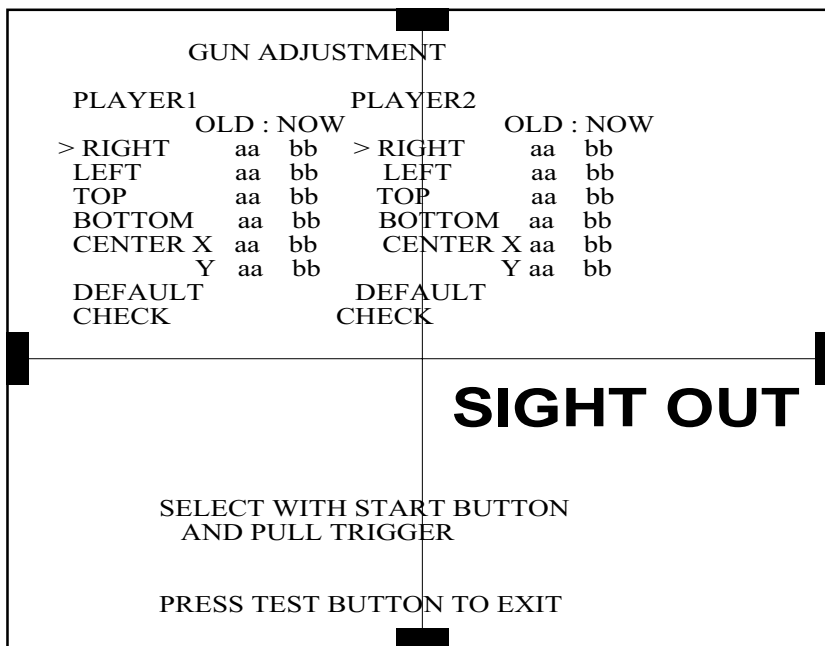 GUN ADJUSTMENT
PLAYER1 PLAYER2
OLD : NOW OLD : NOW
> RIGHT aa bb > RIGHT aa bb
LEFT aa bb LEFT aa bb
TOP aa bb TOP aa bb
BOTTOM aa bb BOTTOM aa bb
CENTER X aa bb CENTER X aa bb
Y aa bb Y aa bb
DEFAULT DEFAULT
CHECK CHECK
SIGHT OUT
SELECT WITH START BUTTON
AND PULL TRIGGER
PRESS TEST BUTTON TO EXIT